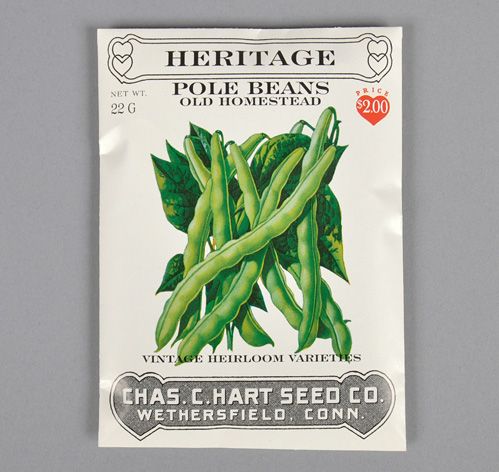 HERITAGE
POLE BEANS
OLD HOMESTEAD
NET WT.
22 G
PRICE
$2.00
VINTAGE HEIRLOOM VARIETIES
CHAS. C. HART SEED CO.
WETHERSFIELD, CONN.